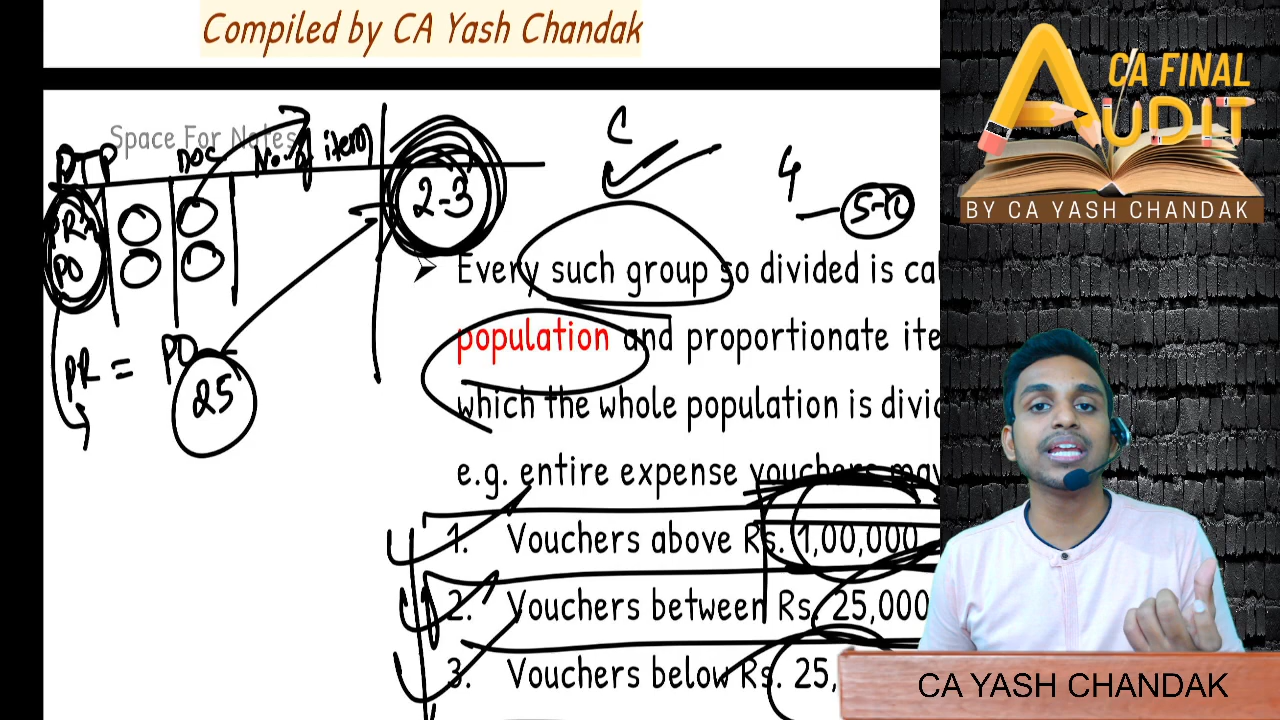 Compiled by CA Yash Chandak
CA FINAL
AUDIT
BY CA YASH CHANDAK
Space For Notes
DOC
No. of item
2-3
C
4
5-10
PO
PR = PO
25
Every such group so divided is ca
population and proportionate ite
which the whole population is divid
e.g. entire expense vouchers may
1. Vouchers above Rs. 1,00,000
2. Vouchers between Rs. 25,000
3. Vouchers below Rs. 25,
CA YASH CHANDAK